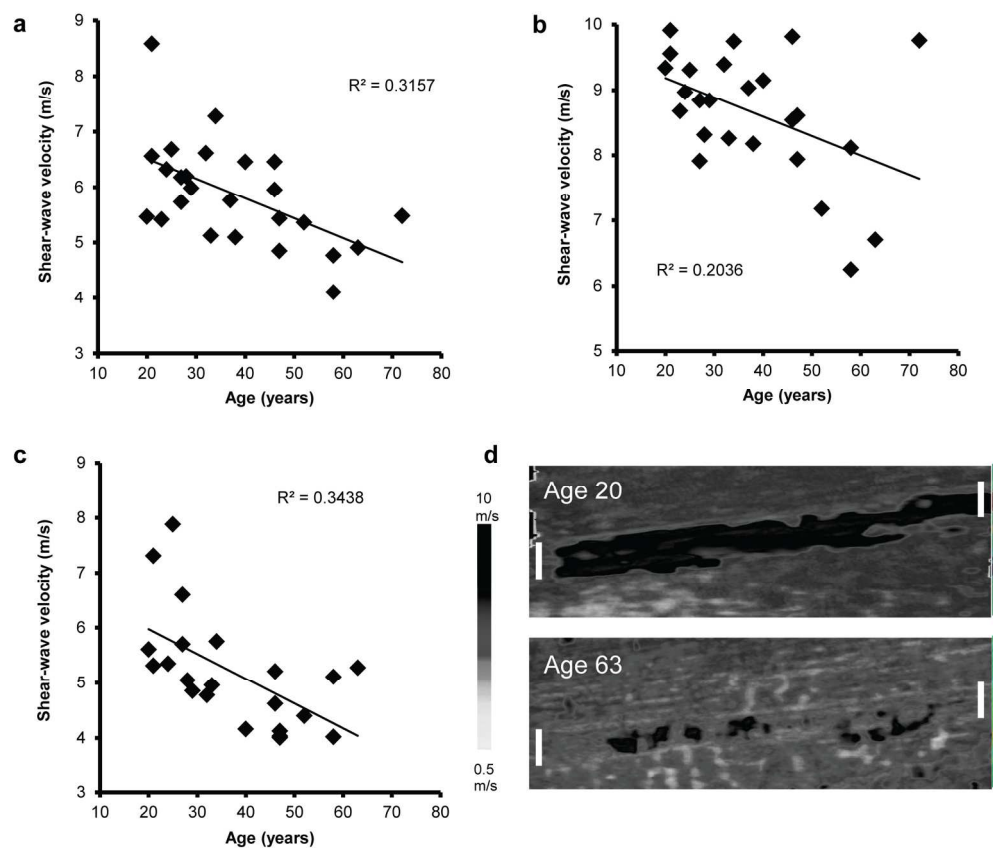 a
9
8
7
6
5
4
3
Shear-wave velocity (m/s)
R² = 0.3157
10 20 30 40 50 60 70 80
Age (years)
b
10
9
8
7
6
5
Shear-wave velocity (m/s)
R² = 0.2036
10 20 30 40 50 60 70 80
Age (years)
c
9
8
7
6
5
4
3
Shear-wave velocity (m/s)
R² = 0.3438
10 20 30 40 50 60 70 80
Age (years)
10
m/s
0.5
m/s
d
Age 20
Age 63